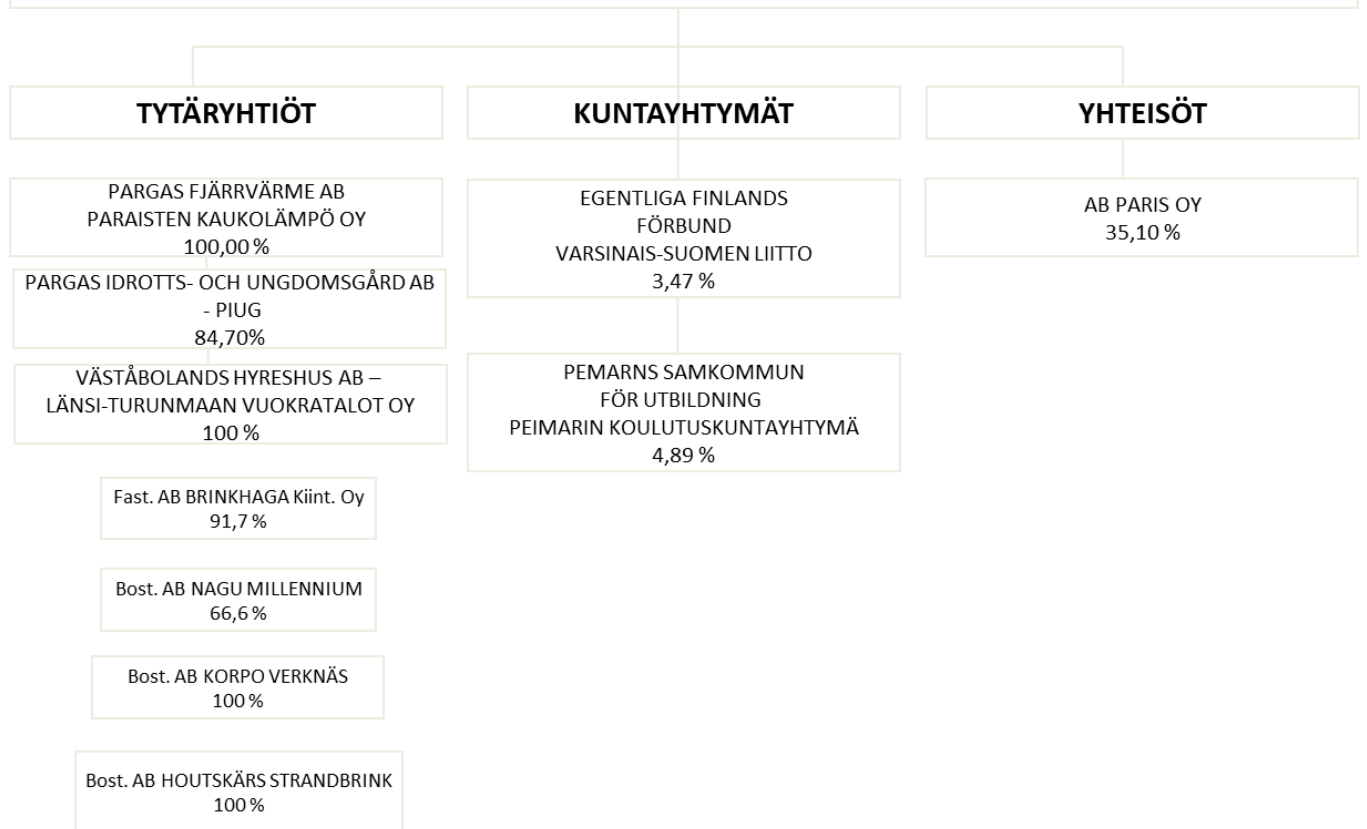 TYTÄRYHTIÖT
PARGAS FJÄRRVÄRME AB
PARAISTEN KAUKOLÄMPÖ OY
100,00 %
PARGAS IDROTTS- OCH UNGDOMSGÅRD AB
- PIUG
84,70%
VÄSTÅBOLANDS HYRESHUS AB –
LÄNSI-TURUNMAAN VUOKRATALOT OY
100 %
Fast. AB BRINKHAGA Kiint. Oy
91,7 %
Bost. AB NAGU MILLENNIUM
66,6 %
Bost. AB KORPO VERKNÄS
100 %
Bost. AB HOUTSKÄRS STRANDBRINK
100 %
KUNTAYHTYMÄT
EGENTLIGA FINLANDS
FÖRBUND
VARSINAIS-SUOMEN LIITTO
3,47 %
PEMARNS SAMKOMMUN
FÖR UTBILDNING
PEIMARIN KOULUTUSKUNTAYHTYMÄ
4,89 %
YHTEISÖT
AB PARIS OY
35,10 %